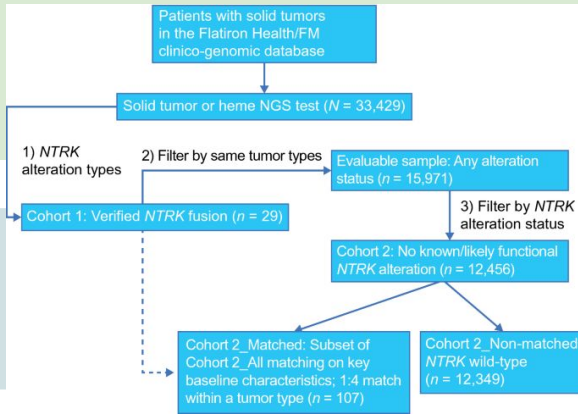 Patients with solid tumors
in the Flatiron Health/FM
clinico-genomic database
Solid tumor or heme NGS test (N = 33,429)
1) NTRK
alteration types
2) Filter by same tumor types
Evaluable sample: Any alteration
status (n = 15,971)
Cohort 1: Verified NTRK fusion (n = 29)
3) Filter by NTRK
alteration status
Cohort 2: No known/likely functional
NTRK alteration (n = 12,456)
Cohort 2_Matched: Subset of
Cohort 2_All matching on key
baseline characteristics; 1:4 match
within a tumor type (n = 107)
Cohort 2_Non-matched
NTRK wild-type
(n = 12,349)